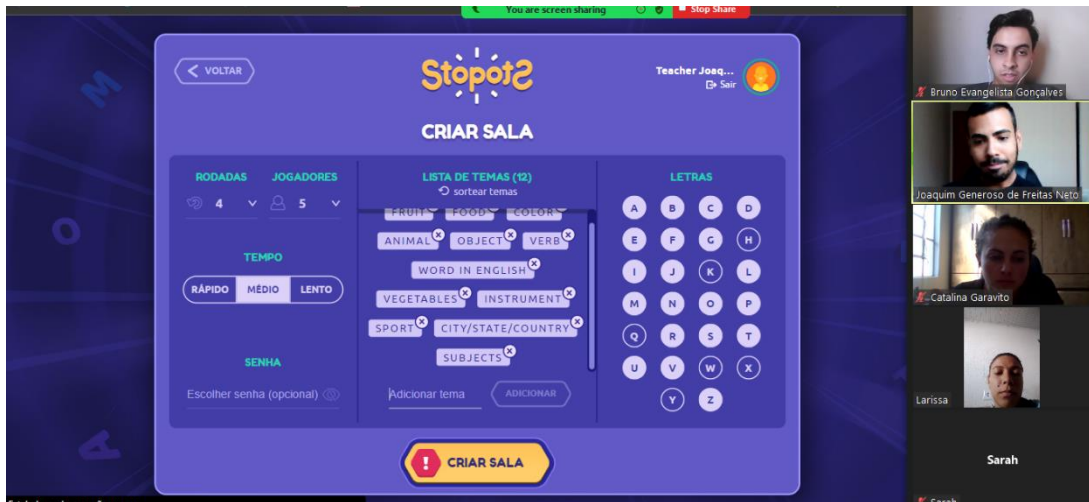 You are screen sharing
Stop Share
VOLTAR
StopotS
Teacher Joaq...
Sair
CRIAR SALA
RODADAS JOGADORES
4 5
TEMPO
RÁPIDO MÉDIO LENTO
SENHA
Escolher senha (opcional)
LISTA DE TEMAS (12)
sortear temas
FRUIT FOOD COLOR
ANIMAL OBJECT VERB
WORD IN ENGLISH
VEGETABLES INSTRUMENT
SPORT CITY/STATE/COUNTRY
SUBJECTS
Adicionar tema ADICIONAR
LETRAS
A B C D
E F G H
I J K L
M N O P
Q R S T
U V W X
Y Z
! CRIAR SALA
M
O
A
Bruno Evangelista Gonçalves
Joaquim Generoso de Freitas Neto
Catalina Garavito
Larissa
Sarah
Sarah